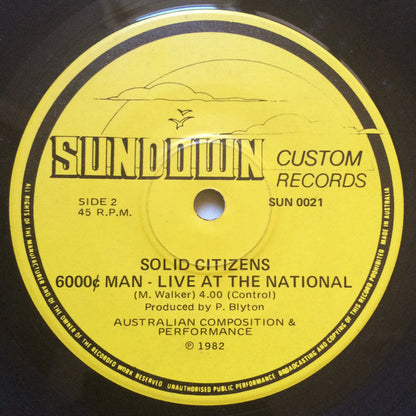 SUNDOWN
CUSTOM
RECORDS
SIDE 2
45 R.P.M.
SUN 0021
SOLID CITIZENS
6000¢ MAN - LIVE AT THE NATIONAL
(M. Walker) 4.00 (Control)
Produced by P. Blyton
AUSTRALIAN COMPOSITION &
PERFORMANCE
℗ 1982
ALL RIGHTS OF THE MANUFACTURER AND OF THE OWNER OF THE RECORDED WORK RESERVED UNAUTHORISED PUBLIC PERFORMANCE BROADCASTING AND COPYING OF THIS RECORD PROHIBITED MADE IN AUSTRALIA